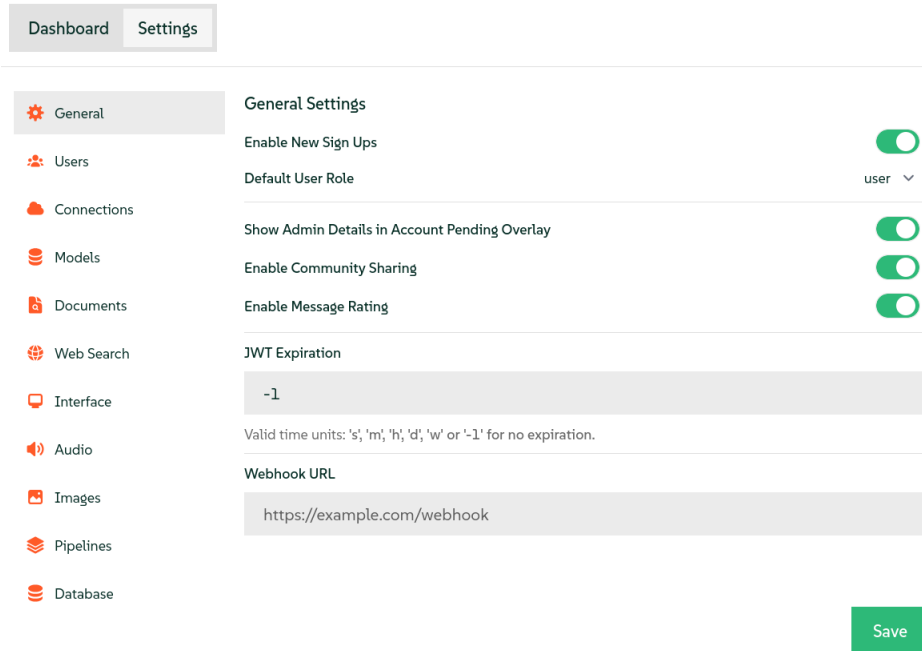 Dashboard Settings
General
Users
Connections
Models
Documents
Web Search
Interface
Audio
Images
Pipelines
Database
General Settings
Enable New Sign Ups
Default User Role user
Show Admin Details in Account Pending Overlay
Enable Community Sharing
Enable Message Rating
JWT Expiration
-1
Valid time units: 's', 'm', 'h', 'd', 'w' or '-1' for no expiration.
Webhook URL
https://example.com/webhook
Save